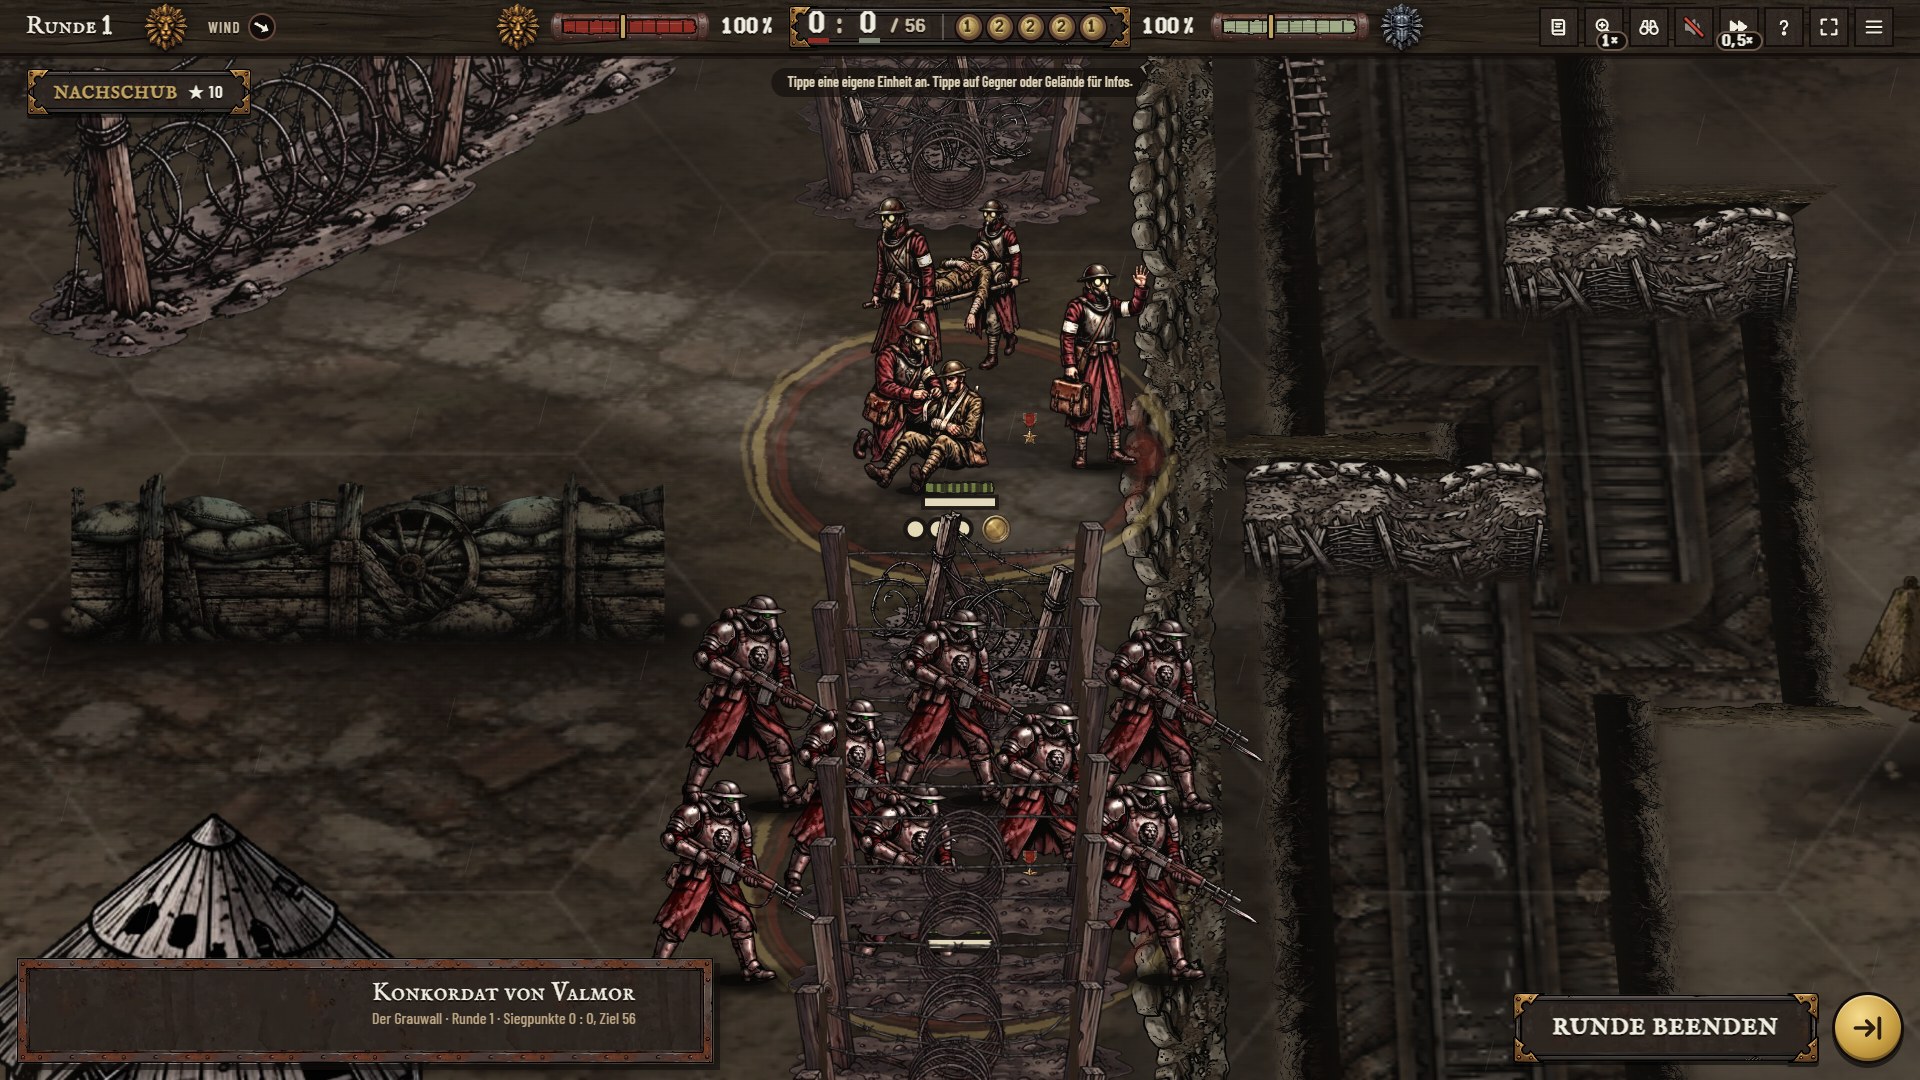 Runde 1
WIND
100 %
0 : 0 / 56
1 2 2 2 1
100 %
1×
0,5×
?
NACHSCHUB ★ 10
Tippe eine eigene Einheit an. Tippe auf Gegner oder Gelände für Infos.
Konkordat von Valmor
Der Grauwall · Runde 1 · Siegpunkte 0 : 0, Ziel 56
RUNDE BEENDEN